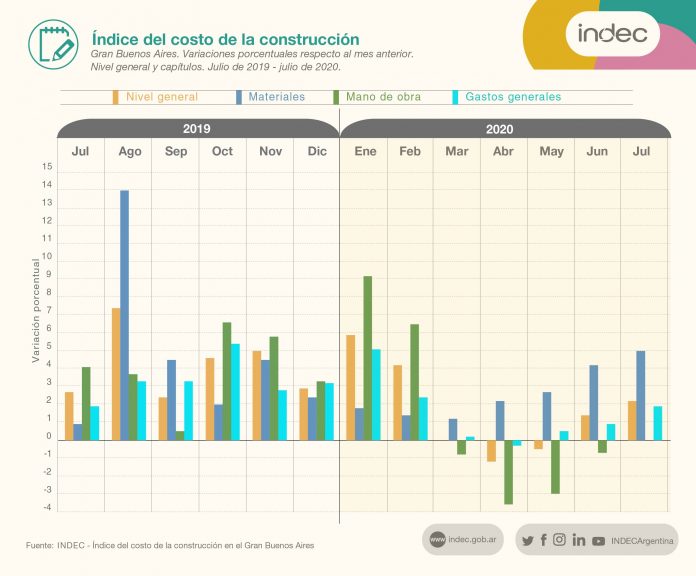 Índice del costo de la construcción
Gran Buenos Aires. Variaciones porcentuales respecto al mes anterior.
Nivel general y capítulos. Julio de 2019 - julio de 2020.
indec
Nivel general Materiales Mano de obra Gastos generales
2019 2020
Jul Ago Sep Oct Nov Dic Ene Feb Mar Abr May Jun Jul
Variación porcentual
15
14
13
12
11
10
9
8
7
6
5
4
3
2
1
0
-1
-2
-3
-4
Fuente: INDEC - Índice del costo de la construcción en el Gran Buenos Aires
www indec.gob.ar
INDECArgentina